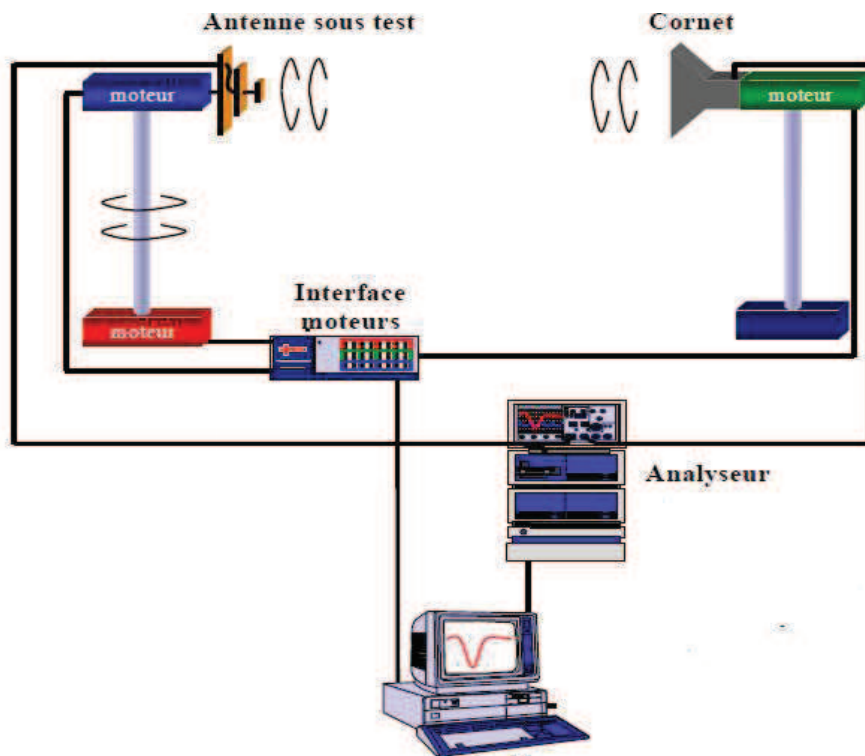 Antenne sous test
Cornet
moteur
moteur
Interface
moteurs
moteur
Analyseur